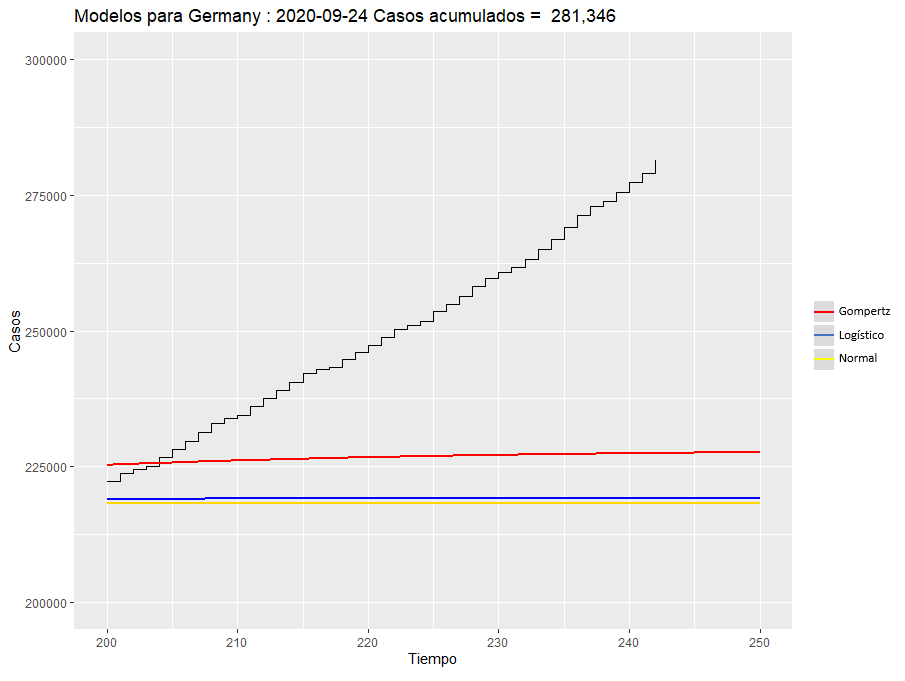 Modelos para Germany : 2020-09-24 Casos acumulados =  281,346
300000
275000
250000
225000
200000
Casos
200
210
220
230
240
250
Tiempo
Gompertz
Logístico
Normal